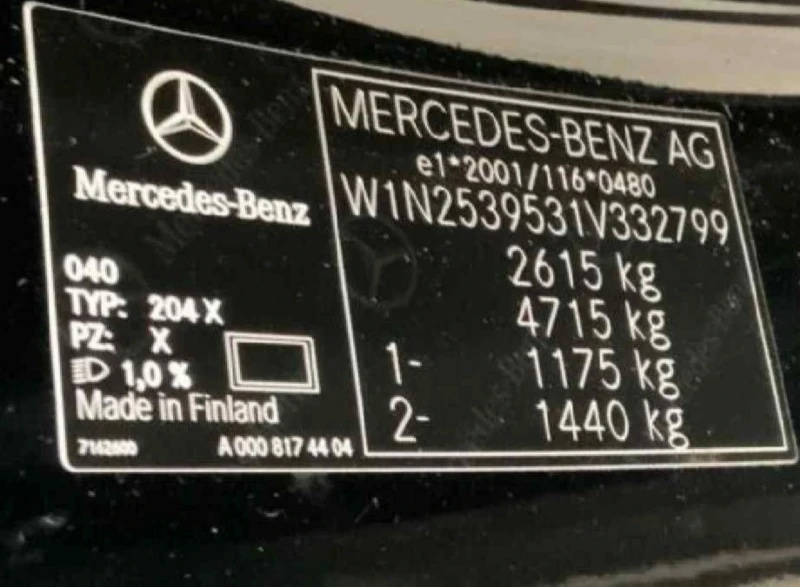 Mercedes-Benz
040
TYP: 204 X
PZ: X
1,0 %
Made in Finland
7142600 A 000 817 44 04
MERCEDES-BENZ AG
e1*2001/116*0480
W1N2539531V332799
2615 kg
4715 kg
1- 1175 kg
2- 1440 kg